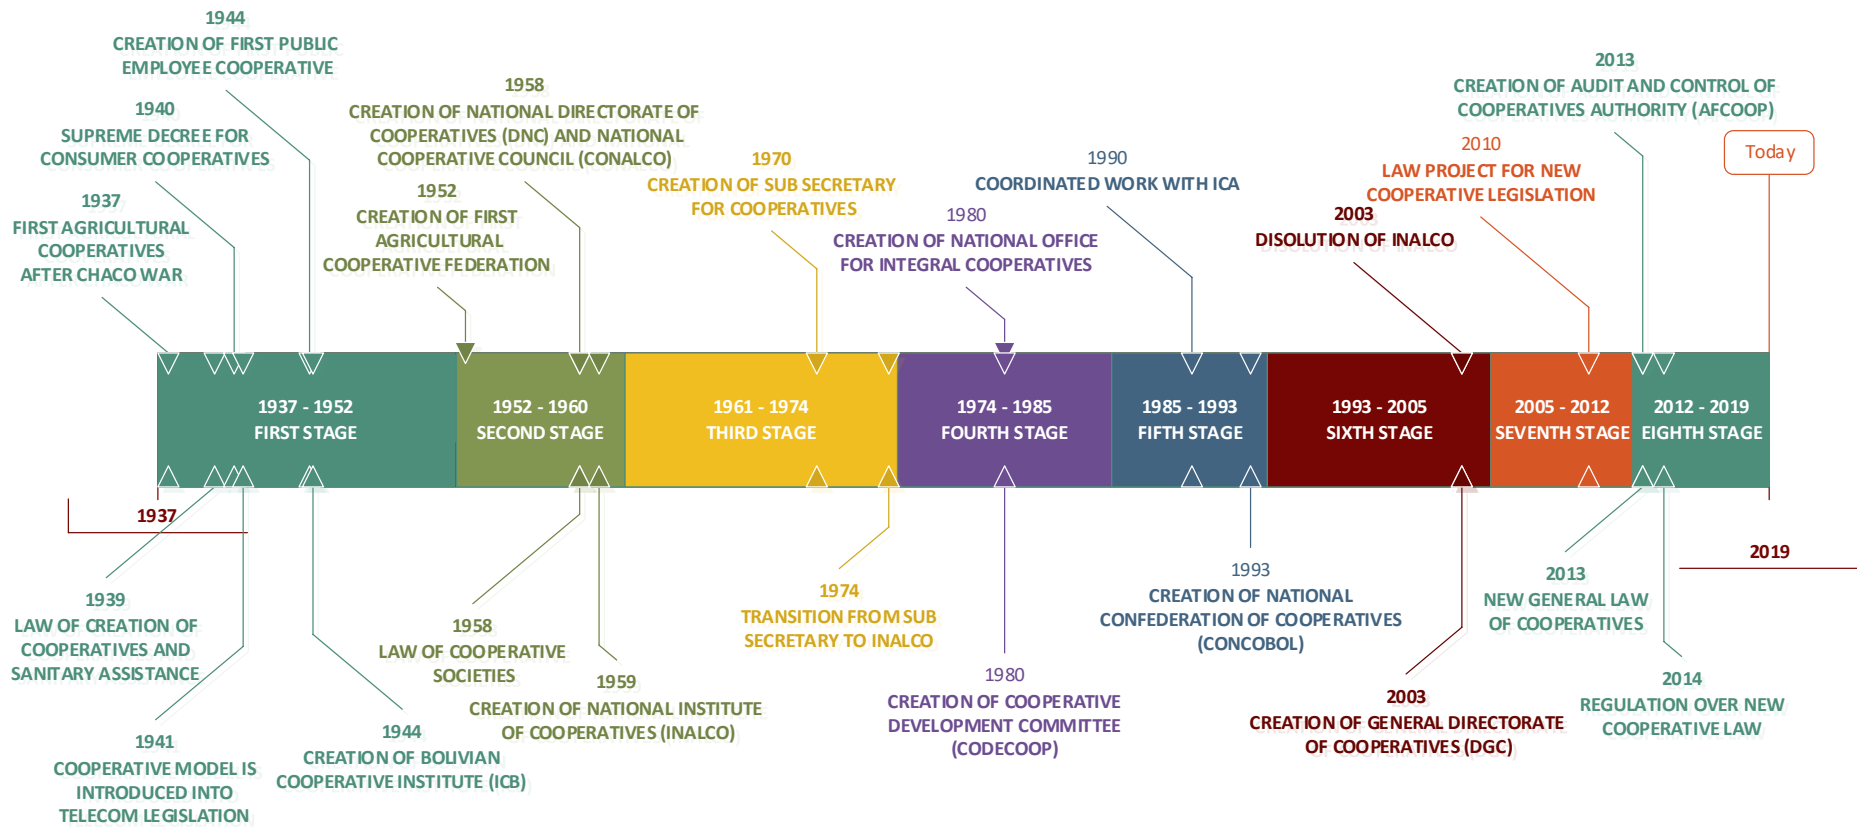 1944
CREATION OF FIRST PUBLIC
EMPLOYEE COOPERATIVE
1940
SUPREME DECREE FOR
CONSUMER COOPERATIVES
1937
FIRST AGRICULTURAL
COOPERATIVES
AFTER CHACO WAR
1958
CREATION OF NATIONAL DIRECTORATE OF
COOPERATIVES (DNC) AND NATIONAL
COOPERATIVE COUNCIL (CONALCO)
1952
CREATION OF FIRST
AGRICULTURAL
COOPERATIVE FEDERATION
1970
CREATION OF SUB SECRETARY
FOR COOPERATIVES
1980
CREATION OF NATIONAL OFFICE
FOR INTEGRAL COOPERATIVES
1990
COORDINATED WORK WITH ICA
2003
DISOLUTION OF INALCO
2010
LAW PROJECT FOR NEW
COOPERATIVE LEGISLATION
2013
CREATION OF AUDIT AND CONTROL OF
COOPERATIVES AUTHORITY (AFCOOP)
Today
1937 - 1952
FIRST STAGE
1952 - 1960
SECOND STAGE
1961 - 1974
THIRD STAGE
1974 - 1985
FOURTH STAGE
1985 - 1993
FIFTH STAGE
1993 - 2005
SIXTH STAGE
2005 - 2012
SEVENTH STAGE
2012 - 2019
EIGHTH STAGE
1937
2019
1939
LAW OF CREATION OF
COOPERATIVES AND
SANITARY ASSISTANCE
1941
COOPERATIVE MODEL IS
INTRODUCED INTO
TELECOM LEGISLATION
1944
CREATION OF BOLIVIAN
COOPERATIVE INSTITUTE (ICB)
1958
LAW OF COOPERATIVE
SOCIETIES
1959
CREATION OF NATIONAL INSTITUTE
OF COOPERATIVES (INALCO)
1974
TRANSITION FROM SUB
SECRETARY TO INALCO
1980
CREATION OF COOPERATIVE
DEVELOPMENT COMMITTEE
(CODECOOP)
1993
CREATION OF NATIONAL
CONFEDERATION OF COOPERATIVES
(CONCOBOL)
2003
CREATION OF GENERAL DIRECTORATE
OF COOPERATIVES (DGC)
2013
NEW GENERAL LAW
OF COOPERATIVES
2014
REGULATION OVER NEW
COOPERATIVE LAW